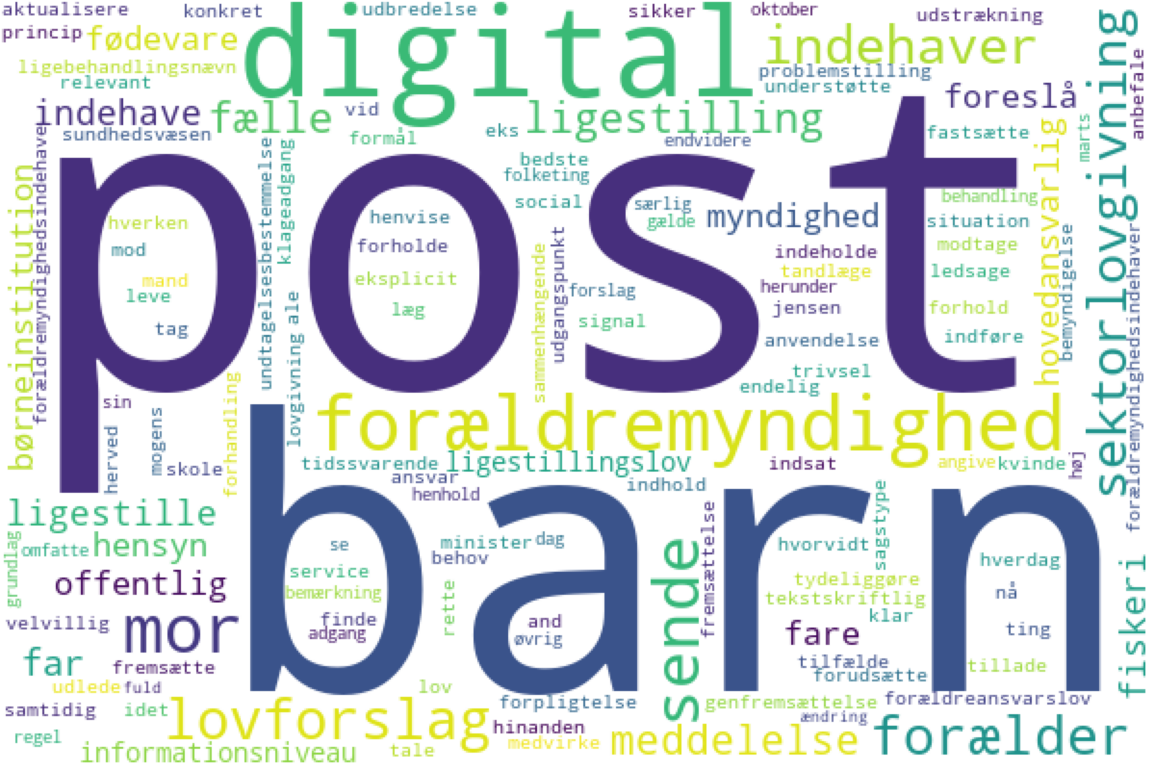 aktualisere
konkret
udbredelse
sikker
oktober
udstrækning
princip
fødevare
digital
indehaver
ligebehandlingsnævn
relevant
problemstilling
understøtte
foreslå
anbefale
indehave
fælle
vid
ligestilling
sundhedsvæsen
formål
eks
endvidere
fastsætte
marts
sektorlovgivning
post
børneinstitution
forældremyndighedsindehave
undtagelsesbestemmelse
klageadgang
bedste
folketing
social
særlig
gælde
myndighed
behandling
situation
hovedansvarlig
hverken
mod
mand
leve
tag
henvise
forholde
eksplicit
læg
sammenhængende
udgangspunkt
forslag
signal
indeholde
tandlæge
herunder
jensen
anvendelse
trivsel
endelig
modtage
ledsage
forhold
indføre
bemyndigelse
forældremyndighedsindehaver
lovgivning
ale
sin
herved
mogens
skole
forhandling
forældremyndighed
tidssvarende
ligestillingslov
ansvar
henhold
indhold
indsat
angive
kvinde
høj
barn
ligestille
grundlag
omfatte
hensyn
offentlig
velvillig
mor
far
fremsætte
udlede
fuld
samtidig
idet
regel
lovforslag
informationsniveau
tale
se
service
bemærkning
finde
adgang
rette
lov
minister
dag
behov
and
øvrig
sende
fremsættelse
hvorvidt
sagstype
tydeliggøre
tekstskriftlig
klar
fare
tilfælde
forudsætte
hverdag
nå
ting
tillade
fiskeri
forpligtelse
hinanden
medvirke
genfremsættelse
forældreansvarslov
ændring
meddelelse
forælder